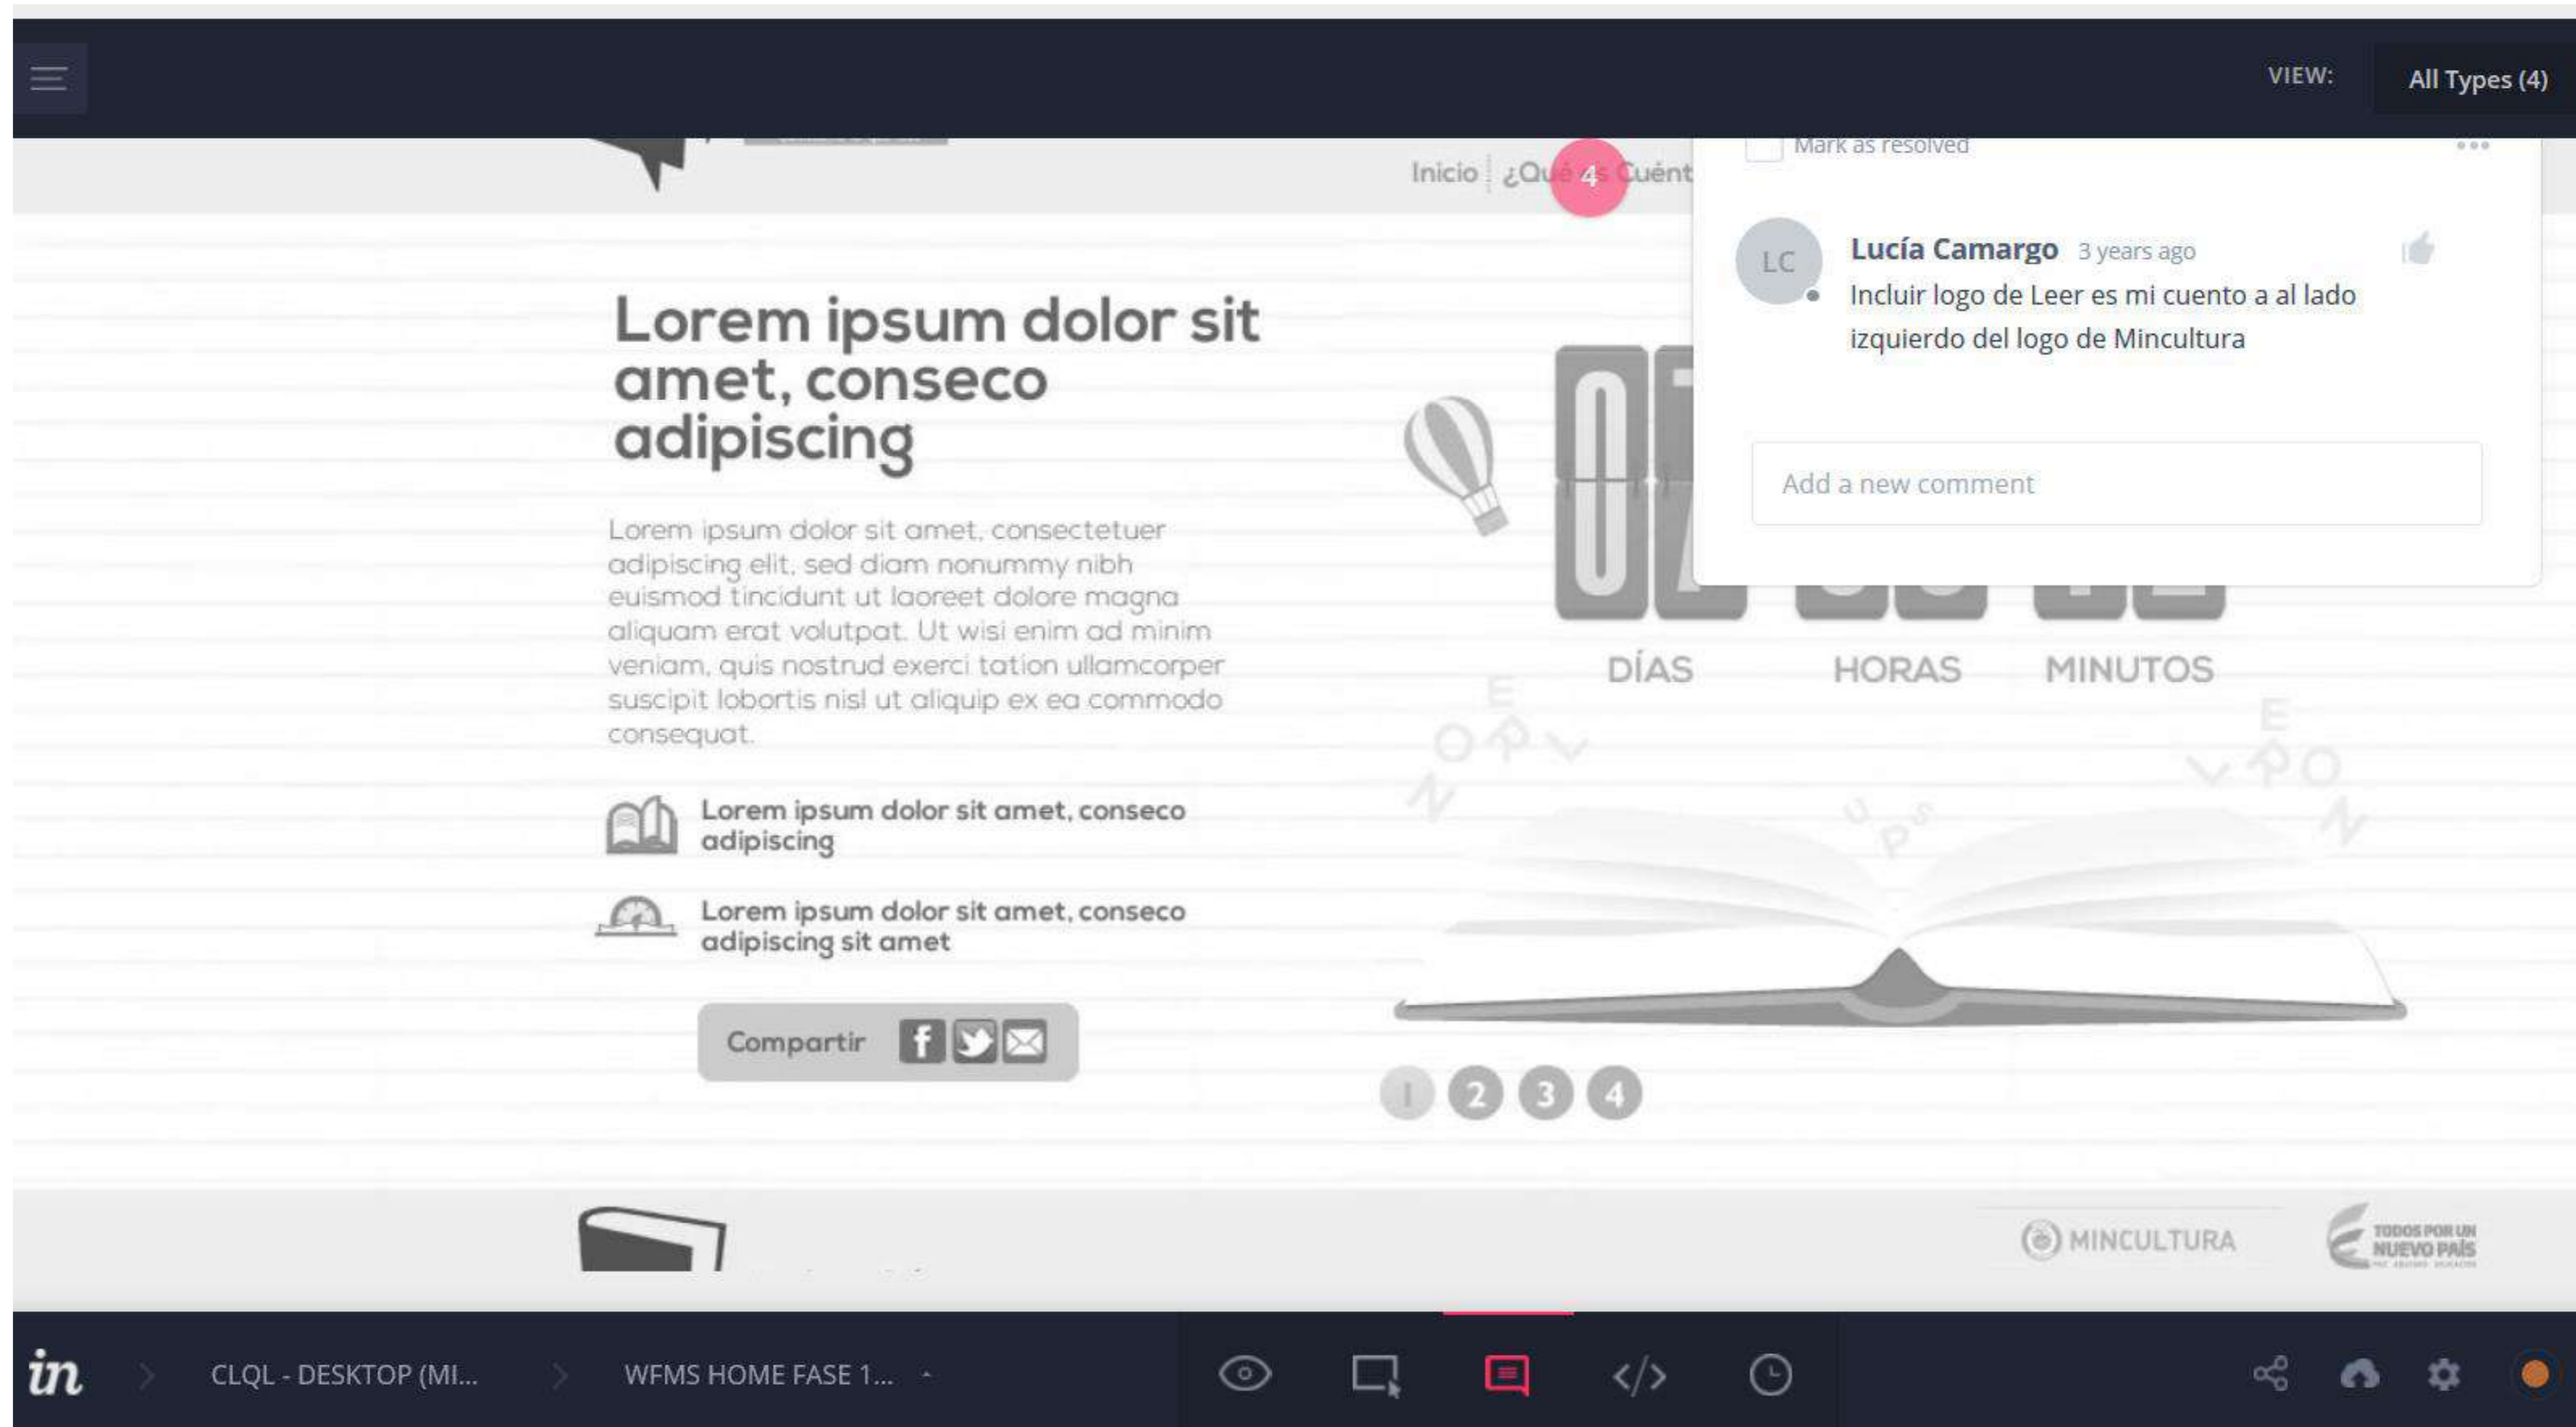 VIEW:
All Types (4)
Inicio
4
Mark as resolved
LC
Lucía Camargo 3 years ago
Incluir logo de Leer es mi cuento a al lado
izquierdo del logo de Mincultura
Add a new comment
Lorem ipsum dolor sit
amet, conseco
adipiscing
Lorem ipsum dolor sit amet, consectetuer
adipiscing elit, sed diam nonummy nibh
euismod tincidunt ut laoreet dolore magna
aliquam erat volutpat. Ut wisi enim ad minim
veniam, quis nostrud exerci tation ullamcorper
suscipit lobortis nisl ut aliquip ex ea commodo
consequat.
Lorem ipsum dolor sit amet, conseco
adipiscing
Lorem ipsum dolor sit amet, conseco
adipiscing sit amet
Compartir
07
DÍAS HORAS MINUTOS
N O R E L
U P S
L R E O N
1 2 3 4
MINCULTURA
TODOS POR UN
NUEVO PAÍS
in
CLQL - DESKTOP (MI...
WFMS HOME FASE 1...